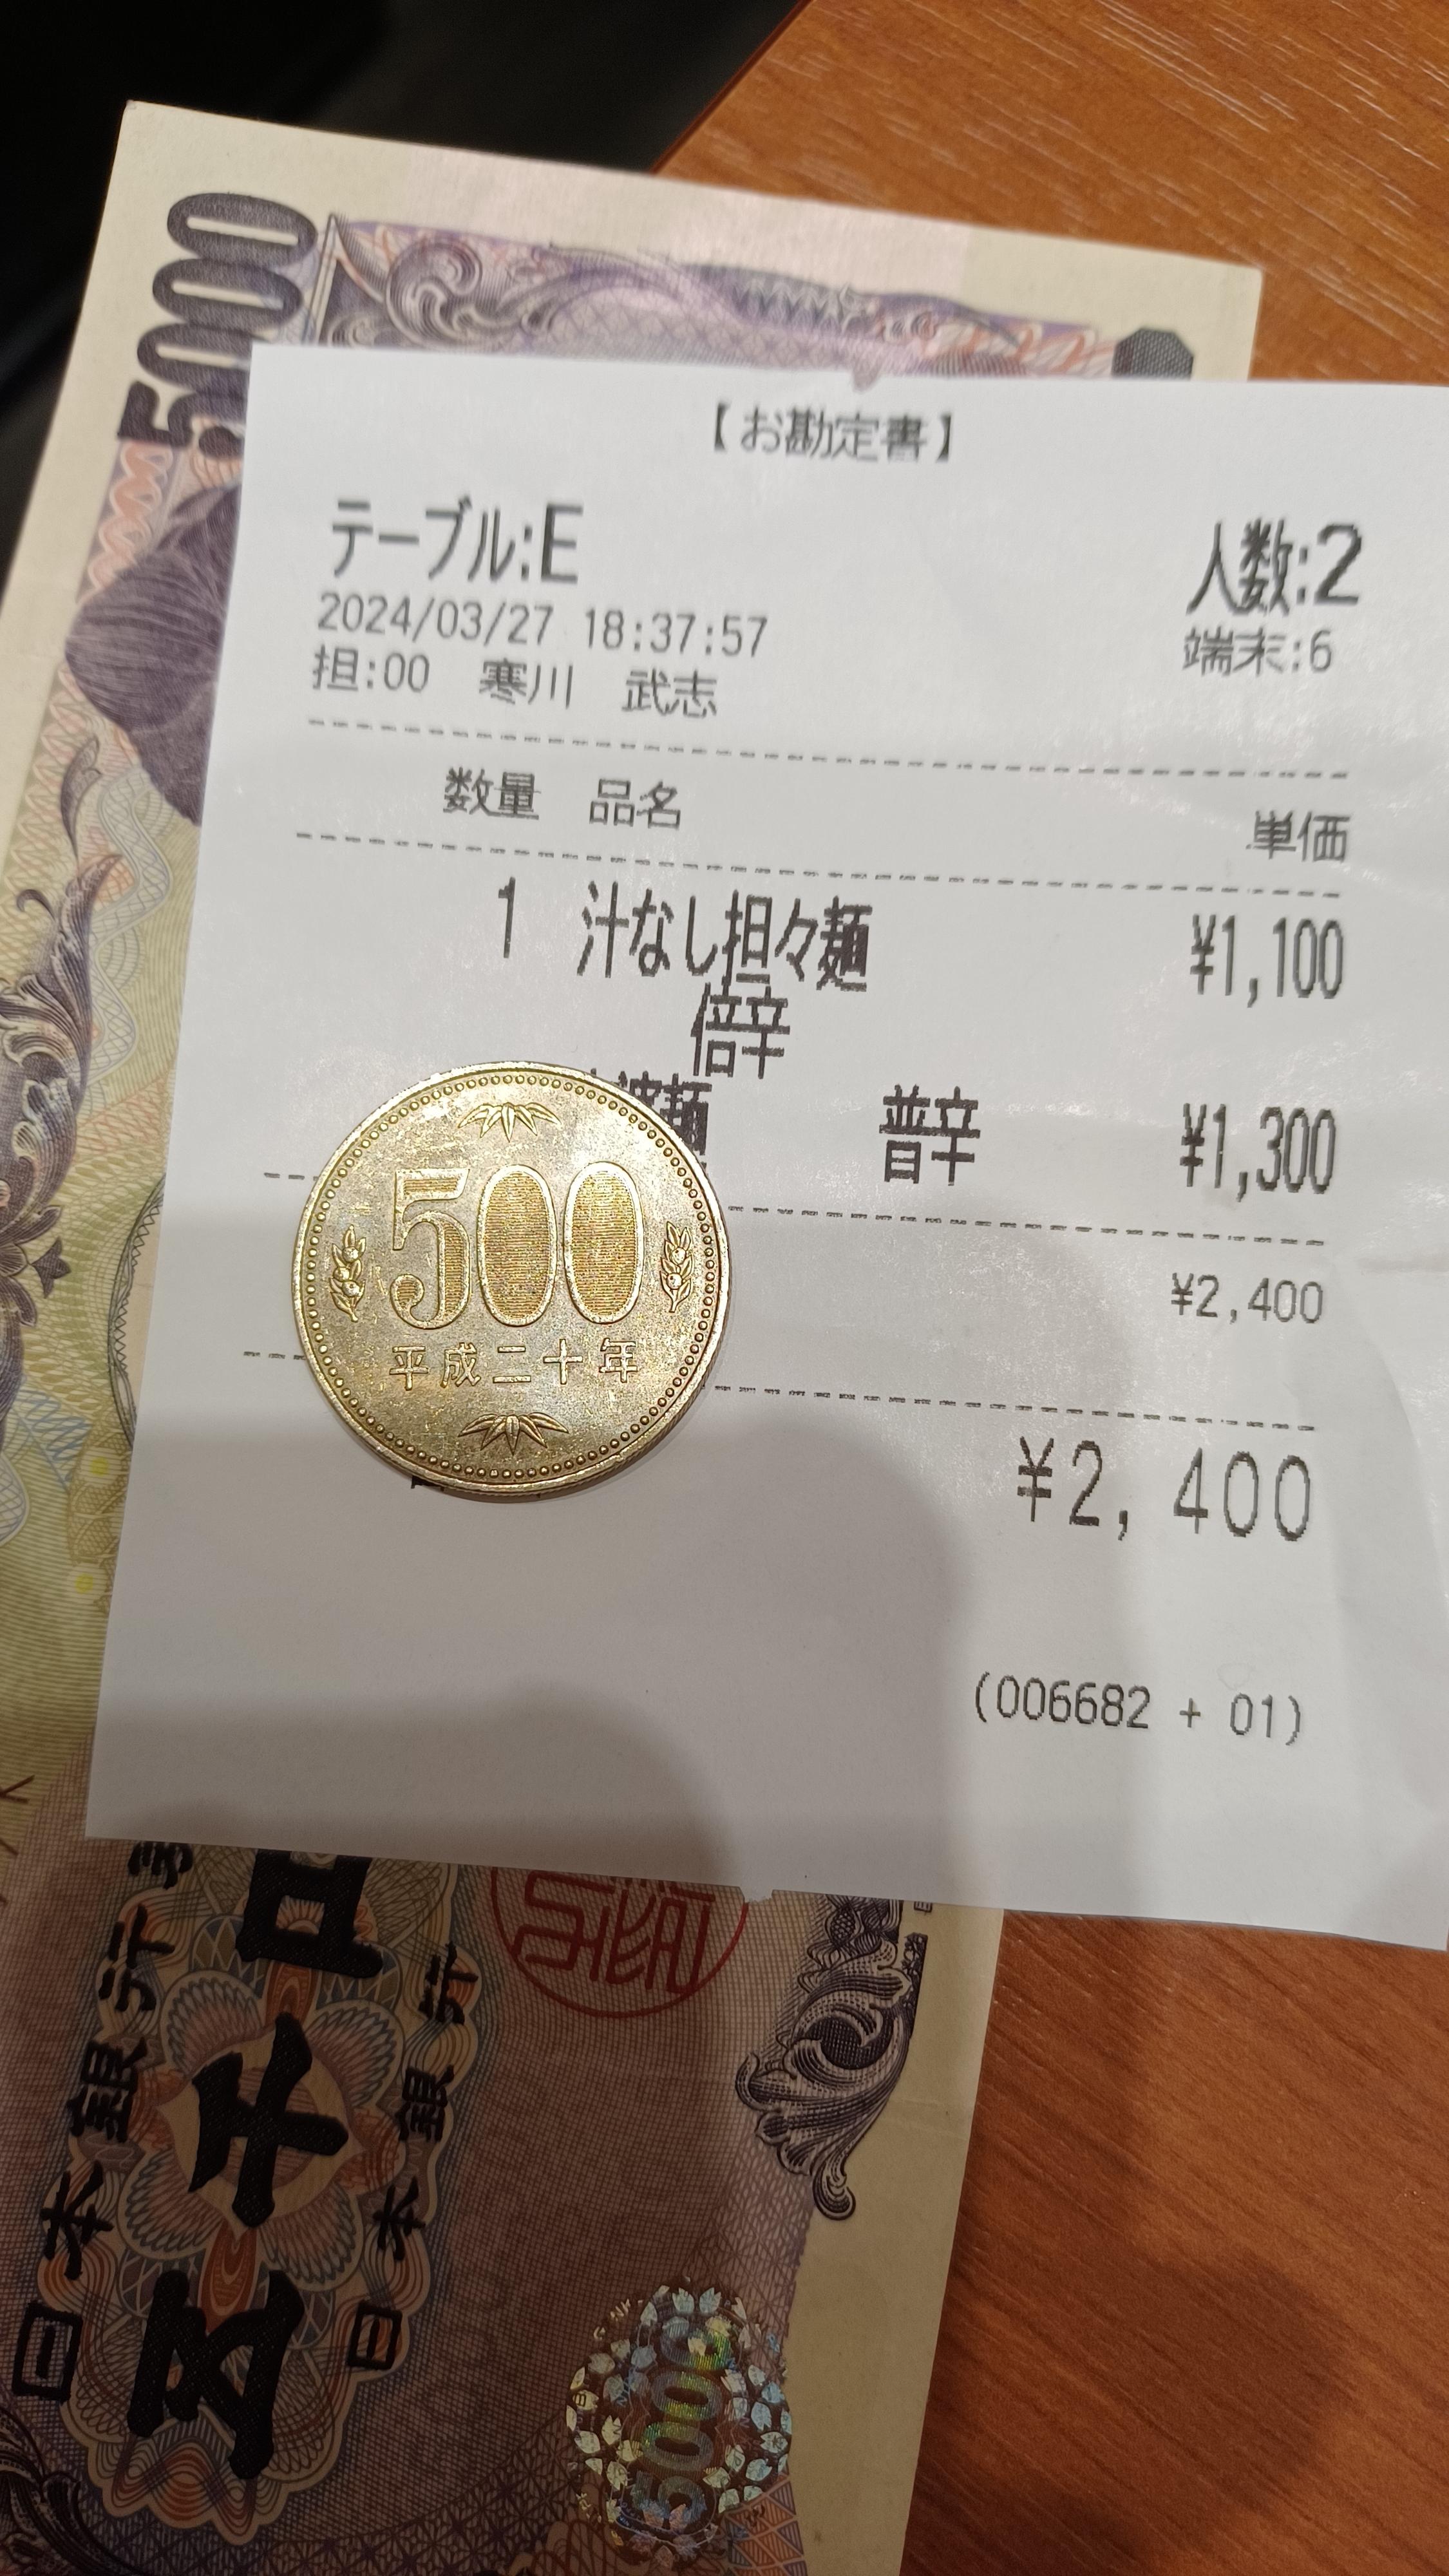 5000
【お勘定書】
テーブル:E 人数:2
2024/03/27 18:37:57
端末:6
担:00 寒川 武志
数量 品名 単価
1 汁なし担々麺 ¥1,100
倍辛
麺 普辛 ¥1,300
¥2,400
¥2,400
(006682 + 01)
500
平成二十年
日本銀行
五千円
日本銀行
5000